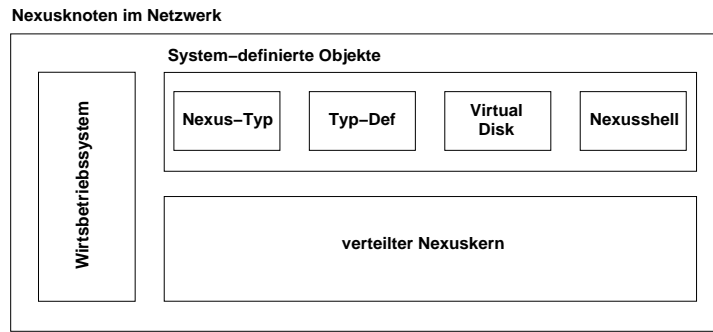 Nexusknoten im Netzwerk
System−definierte Objekte
Wirtsbetriebssystem
Nexus−Typ
Typ−Def
Virtual
Disk
Nexusshell
verteilter Nexuskern